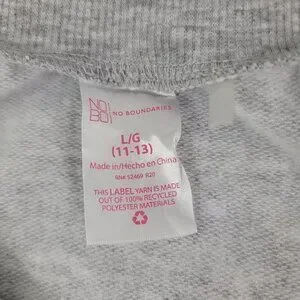 NO
BO
NO BOUNDARIES
L/G
(11-13)
Made in/Hecho en China
RN# 52469 R20
THIS LABEL YARN IS MADE
OUT OF 100% RECYCLED
POLYESTER MATERIALS